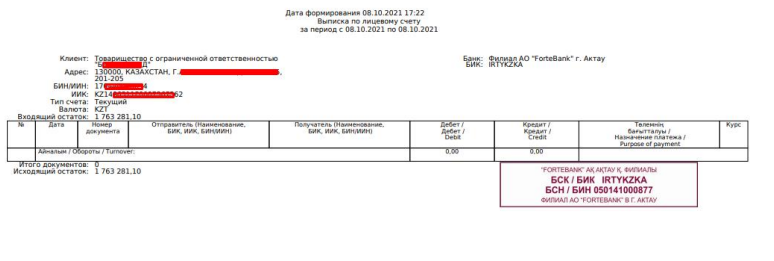 Дата формирования 08.10.2021 17:22
Выписка по лицевому счету
за период с 08.10.2021 по 08.10.2021
Клиент: Товарищество с ограниченной ответственностью
"Б Д"
Банк: Филиал АО "ForteBank" г. Актау
БИК: IRTYKZKA
Адрес: 130000, КАЗАХСТАН, Г.
201-205
БИН/ИИН: 17 4
ИИК: KZ14 62
Тип счета: Текущий
Валюта: KZT
Входящий остаток: 1 763 281,10
№ Дата Номер документа Отправитель (Наименование, БИК, ИИК, БИН/ИИН) Получатель (Наименование, БИК, ИИК, БИН/ИИН) Дебет / Дебет / Debit Кредит / Кредит / Credit Төлемнің бағытталуы / Назначение платежа / Purpose of payment Курс
Айналым / Обороты / Turnover: 0,00 0,00
Итого документов: 0
Исходящий остаток: 1 763 281,10
"FORTEBANK" АҚ АҚТАУ Қ. ФИЛИАЛЫ
БСК / БИК IRTYKZKA
БСН / БИН 050141000877
ФИЛИАЛ АО "FORTEBANK" В Г. АКТАУ